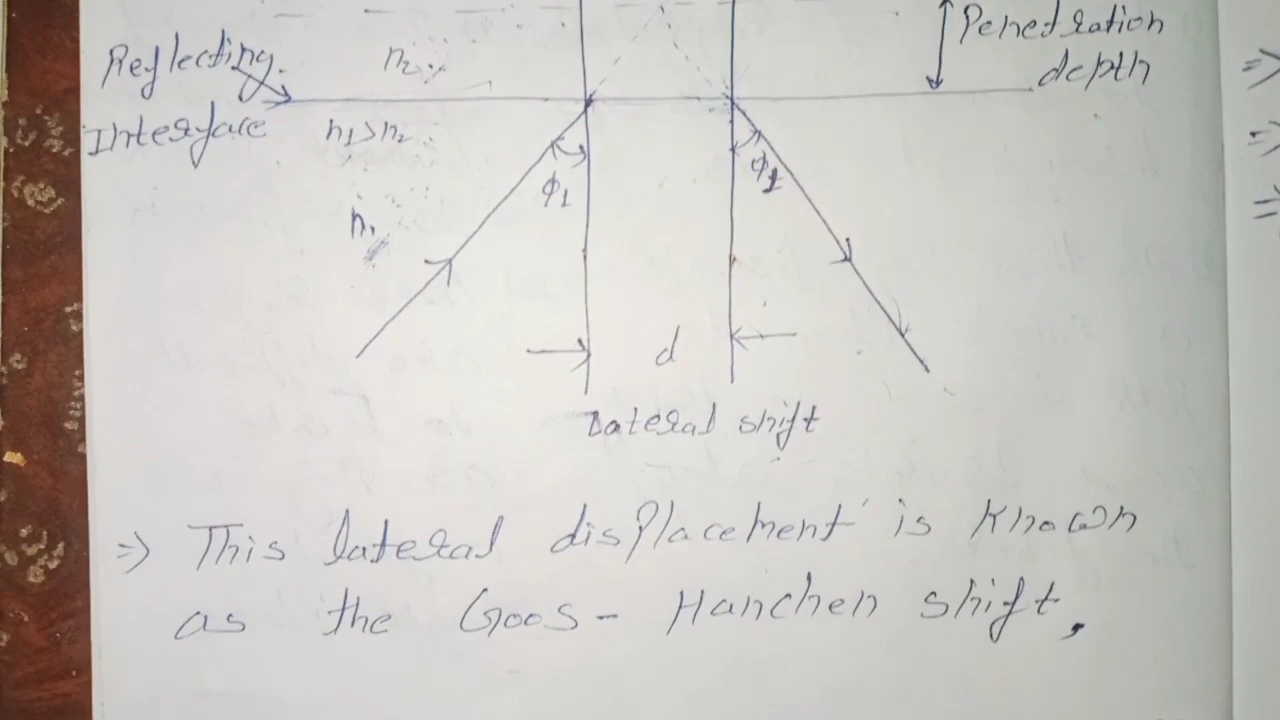 Penetration
depth
Reflecting
Interface
n₂
n₁>n₂
n₁
ϕ₁
ϕ₂
d
Lateral shift
⇒ This lateral displacement is known
as the Goos - Hanchen shift.
⇒
⇒
⇒